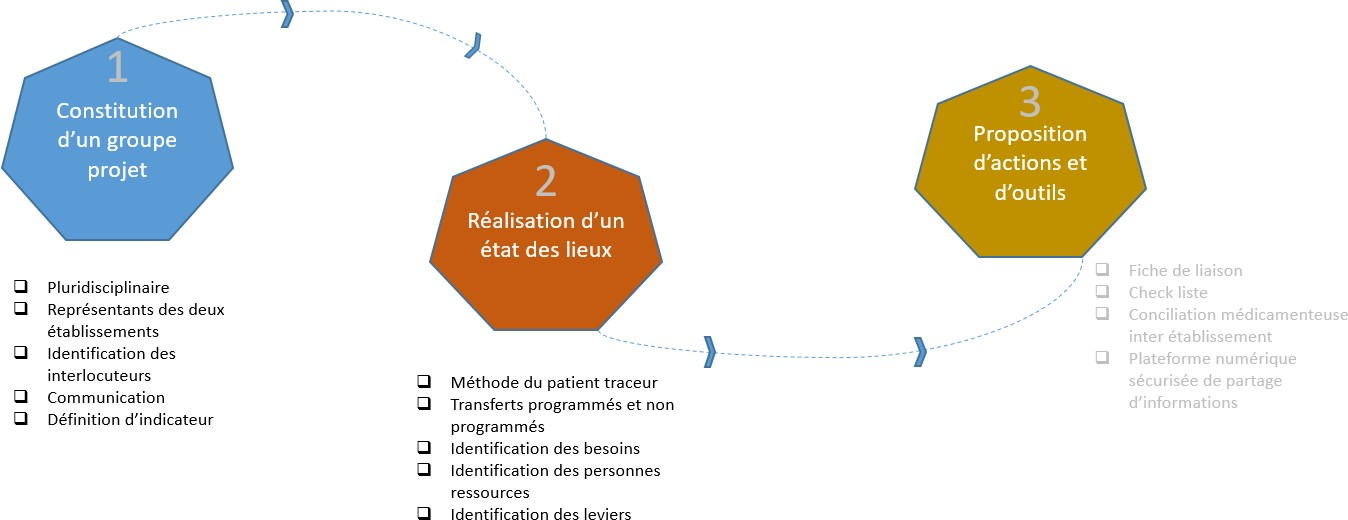 1
Constitution
d’un groupe
projet
❑ Pluridisciplinaire
❑ Représentants des deux
établissements
❑ Identification des
interlocuteurs
❑ Communication
❑ Définition d’indicateur
2
Réalisation d’un
état des lieux
❑ Méthode du patient traceur
❑ Transferts programmés et non
programmés
❑ Identification des besoins
❑ Identification des personnes
ressources
❑ Identification des leviers
3
Proposition
d’actions et
d’outils
❑ Fiche de liaison
❑ Check liste
❑ Conciliation médicamenteuse
inter établissement
❑ Plateforme numérique
sécurisée de partage
d’informations